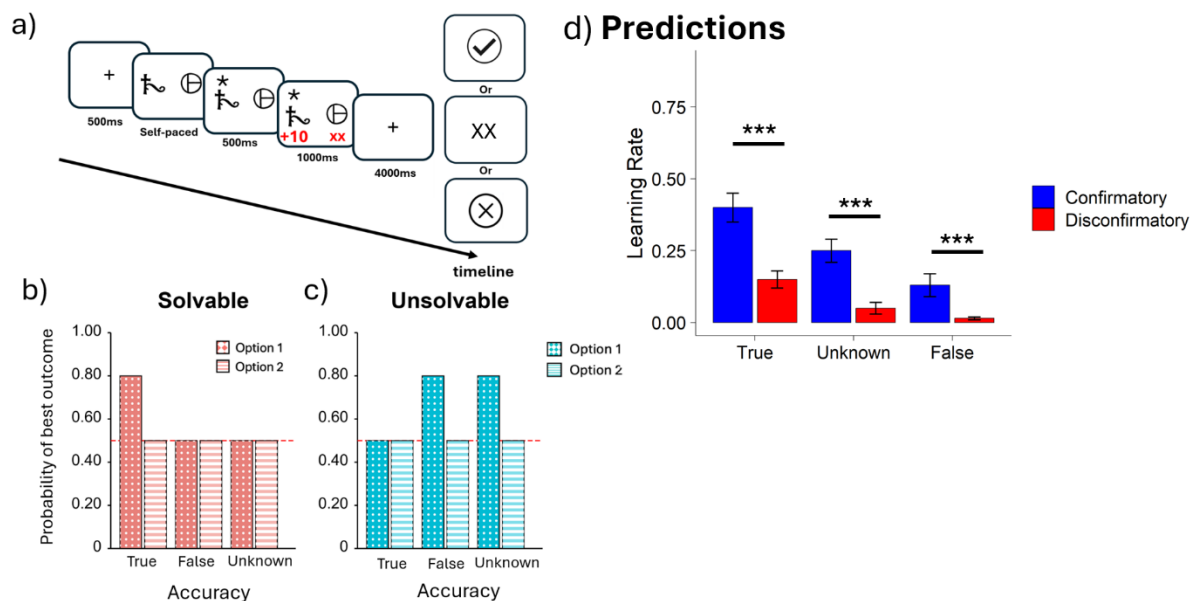 a)
+
500ms
Self-paced
*
500ms
*
+10 xx
1000ms
+
4000ms
Or
XX
Or
timeline
b) Solvable
Probability of best outcome
1.00
0.80
0.60
0.40
0.20
0
Option 1
Option 2
True False Unknown
Accuracy
c) Unsolvable
1.00
0.80
0.60
0.40
0.20
0
Option 1
Option 2
True False Unknown
Accuracy
d) Predictions
Learning Rate
0.75
0.50
0.25
0.00
***
***
***
True Unknown False
Confirmatory
Disconfirmatory